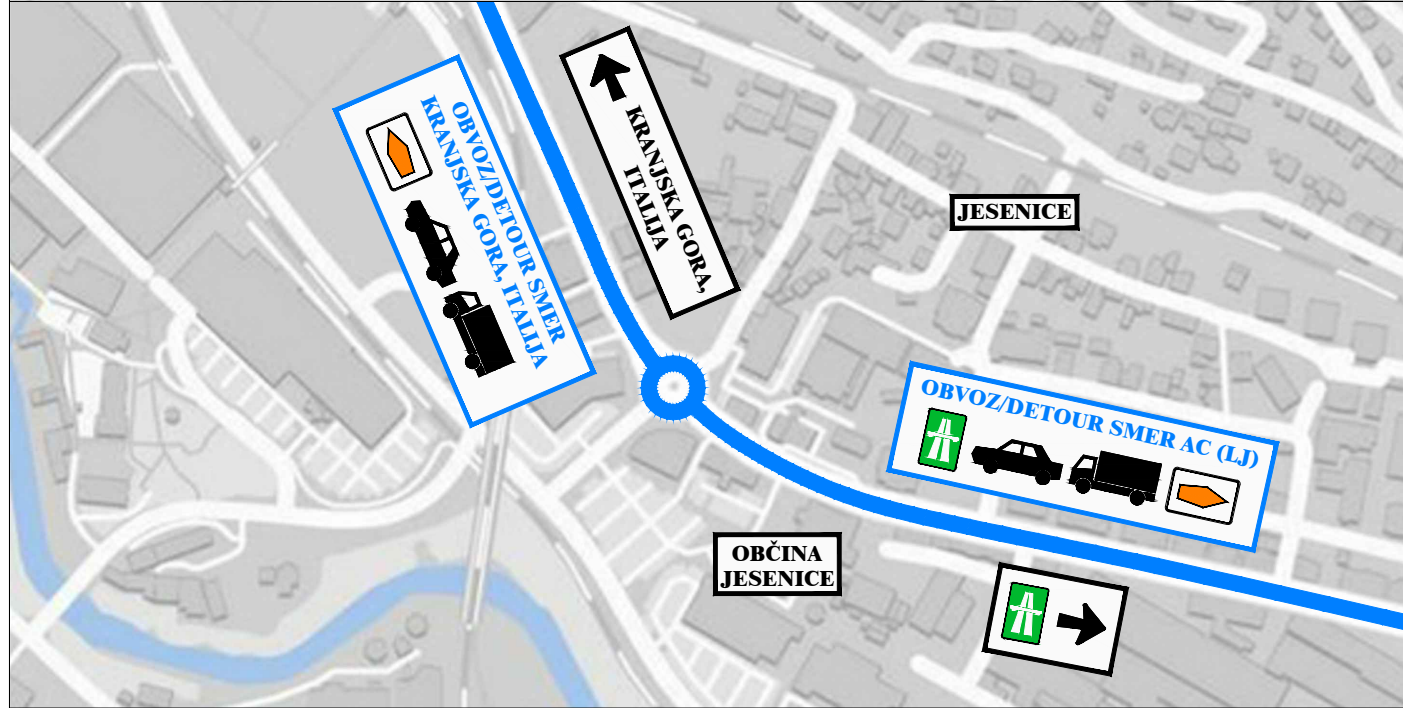 OBVOZ/DETOUR SMER
KRANJSKA GORA, ITALIJA
KRANJSKA GORA,
ITALIJA
JESENICE
OBVOZ/DETOUR SMER AC (LJ)
OBČINA
JESENICE